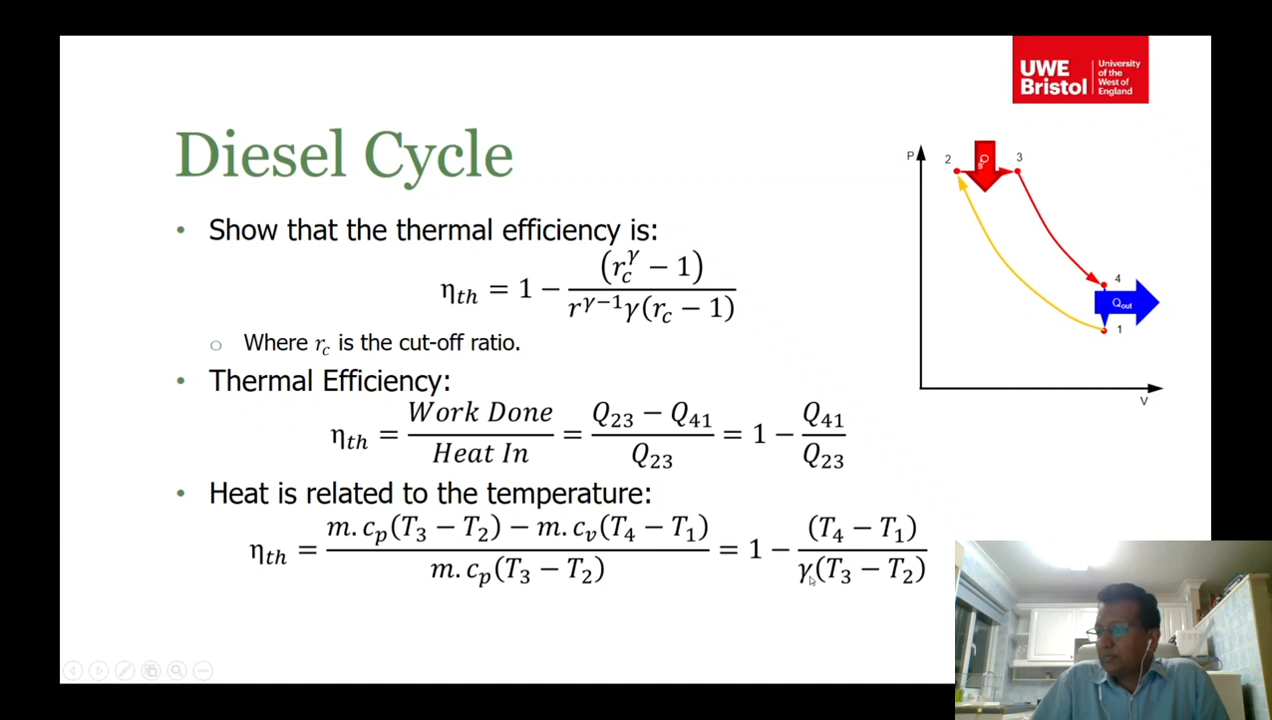 UWE Bristol
University of the West of England
Diesel Cycle
• Show that the thermal efficiency is:
η_th = 1 − (r_c^γ − 1) / r^(γ−1)γ(r_c − 1)
○ Where r_c is the cut-off ratio.
• Thermal Efficiency:
η_th = Work Done / Heat In = Q_23 − Q_41 / Q_23 = 1 − Q_41 / Q_23
• Heat is related to the temperature:
η_th = m.c_p(T_3 − T_2) − m.c_v(T_4 − T_1) / m.c_p(T_3 − T_2) = 1 − (T_4 − T_1) / γ(T_3 − T_2)
P
2
3
4
Qout
1
V